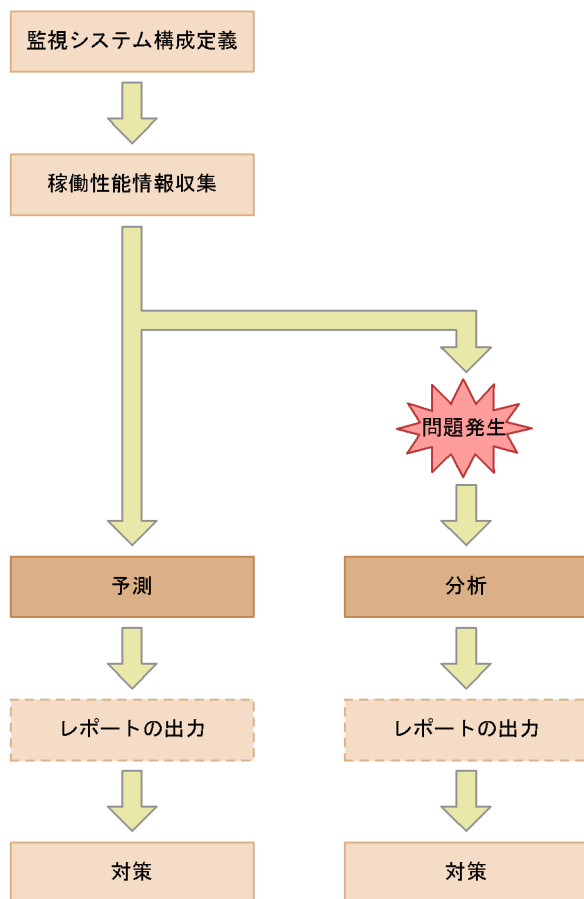 監視システム構成定義
稼働性能情報収集
問題発生
予測
分析
レポートの出力
レポートの出力
対策
対策